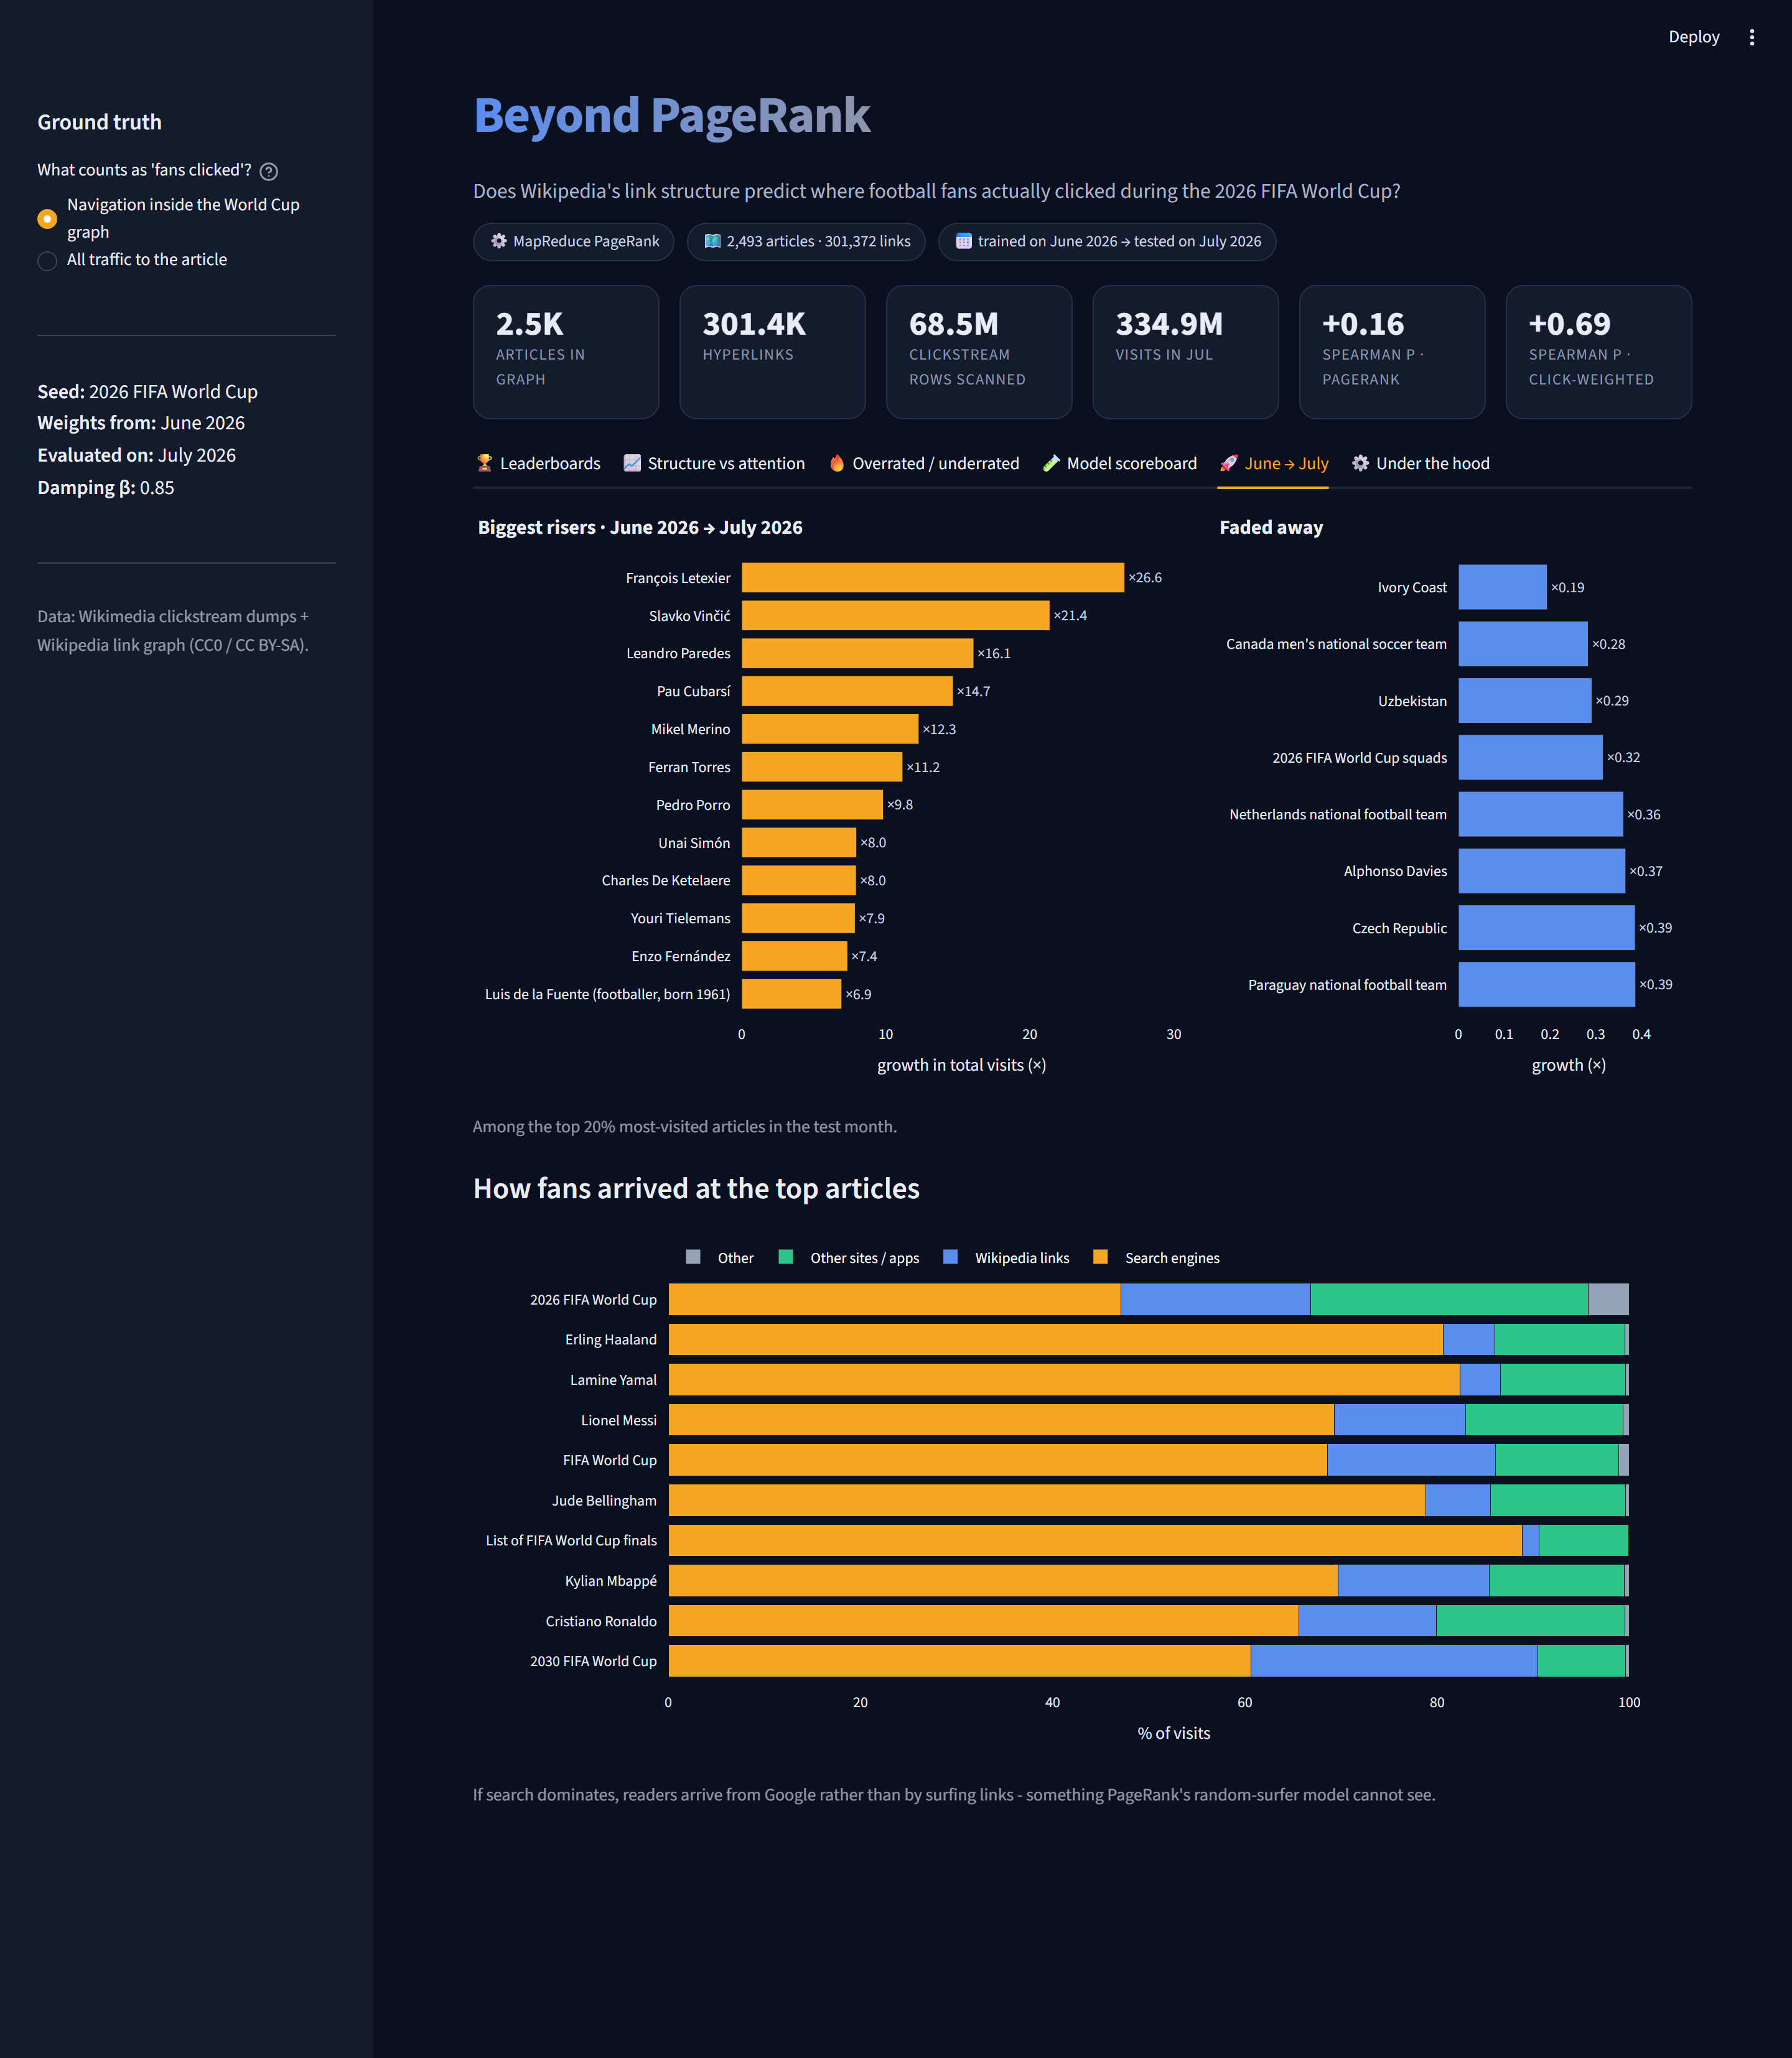 Deploy
Ground truth
What counts as 'fans clicked'?
Navigation inside the World Cup
graph
All traffic to the article
Seed: 2026 FIFA World Cup
Weights from: June 2026
Evaluated on: July 2026
Damping β: 0.85
Data: Wikimedia clickstream dumps +
Wikipedia link graph (CC0 / CC BY-SA).
Beyond PageRank
Does Wikipedia's link structure predict where football fans actually clicked during the 2026 FIFA World Cup?
MapReduce PageRank
2,493 articles · 301,372 links
trained on June 2026 → tested on July 2026
2.5K
ARTICLES IN
GRAPH
301.4K
HYPERLINKS
68.5M
CLICKSTREAM
ROWS SCANNED
334.9M
VISITS IN JUL
+0.16
SPEARMAN Ρ ·
PAGERANK
+0.69
SPEARMAN Ρ ·
CLICK-WEIGHTED
Leaderboards
Structure vs attention
Overrated / underrated
Model scoreboard
June → July
Under the hood
Biggest risers · June 2026 → July 2026
François Letexier ×26.6
Slavko Vinčić ×21.4
Leandro Paredes ×16.1
Pau Cubarsí ×14.7
Mikel Merino ×12.3
Ferran Torres ×11.2
Pedro Porro ×9.8
Unai Simón ×8.0
Charles De Ketelaere ×8.0
Youri Tielemans ×7.9
Enzo Fernández ×7.4
Luis de la Fuente (footballer, born 1961) ×6.9
0 10 20 30
growth in total visits (×)
Faded away
Ivory Coast ×0.19
Canada men's national soccer team ×0.28
Uzbekistan ×0.29
2026 FIFA World Cup squads ×0.32
Netherlands national football team ×0.36
Alphonso Davies ×0.37
Czech Republic ×0.39
Paraguay national football team ×0.39
0 0.1 0.2 0.3 0.4
growth (×)
Among the top 20% most-visited articles in the test month.
How fans arrived at the top articles
Other Other sites / apps Wikipedia links Search engines
2026 FIFA World Cup
Erling Haaland
Lamine Yamal
Lionel Messi
FIFA World Cup
Jude Bellingham
List of FIFA World Cup finals
Kylian Mbappé
Cristiano Ronaldo
2030 FIFA World Cup
0 20 40 60 80 100
% of visits
If search dominates, readers arrive from Google rather than by surfing links - something PageRank's random-surfer model cannot see.